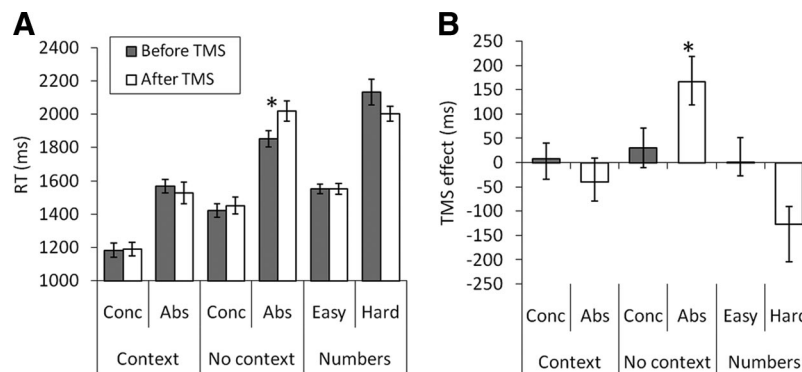 A
2400
2200
2000
1800
1600
1400
1200
1000
RT (ms)
Before TMS
After TMS
*
Conc Abs Conc Abs Easy Hard
Context No context Numbers
B
250
200
150
100
50
0
-50
-100
-150
-200
-250
TMS effect (ms)
*
Conc Abs Conc Abs Easy Hard
Context No context Numbers